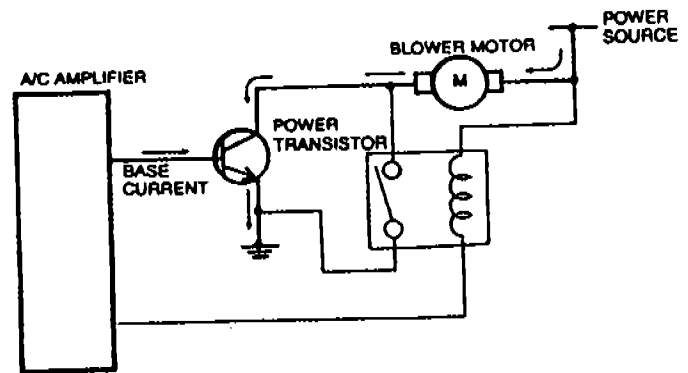 POWER
SOURCE
BLOWER MOTOR
A/C AMPLIFIER
M
POWER
TRANSISTOR
BASE
CURRENT